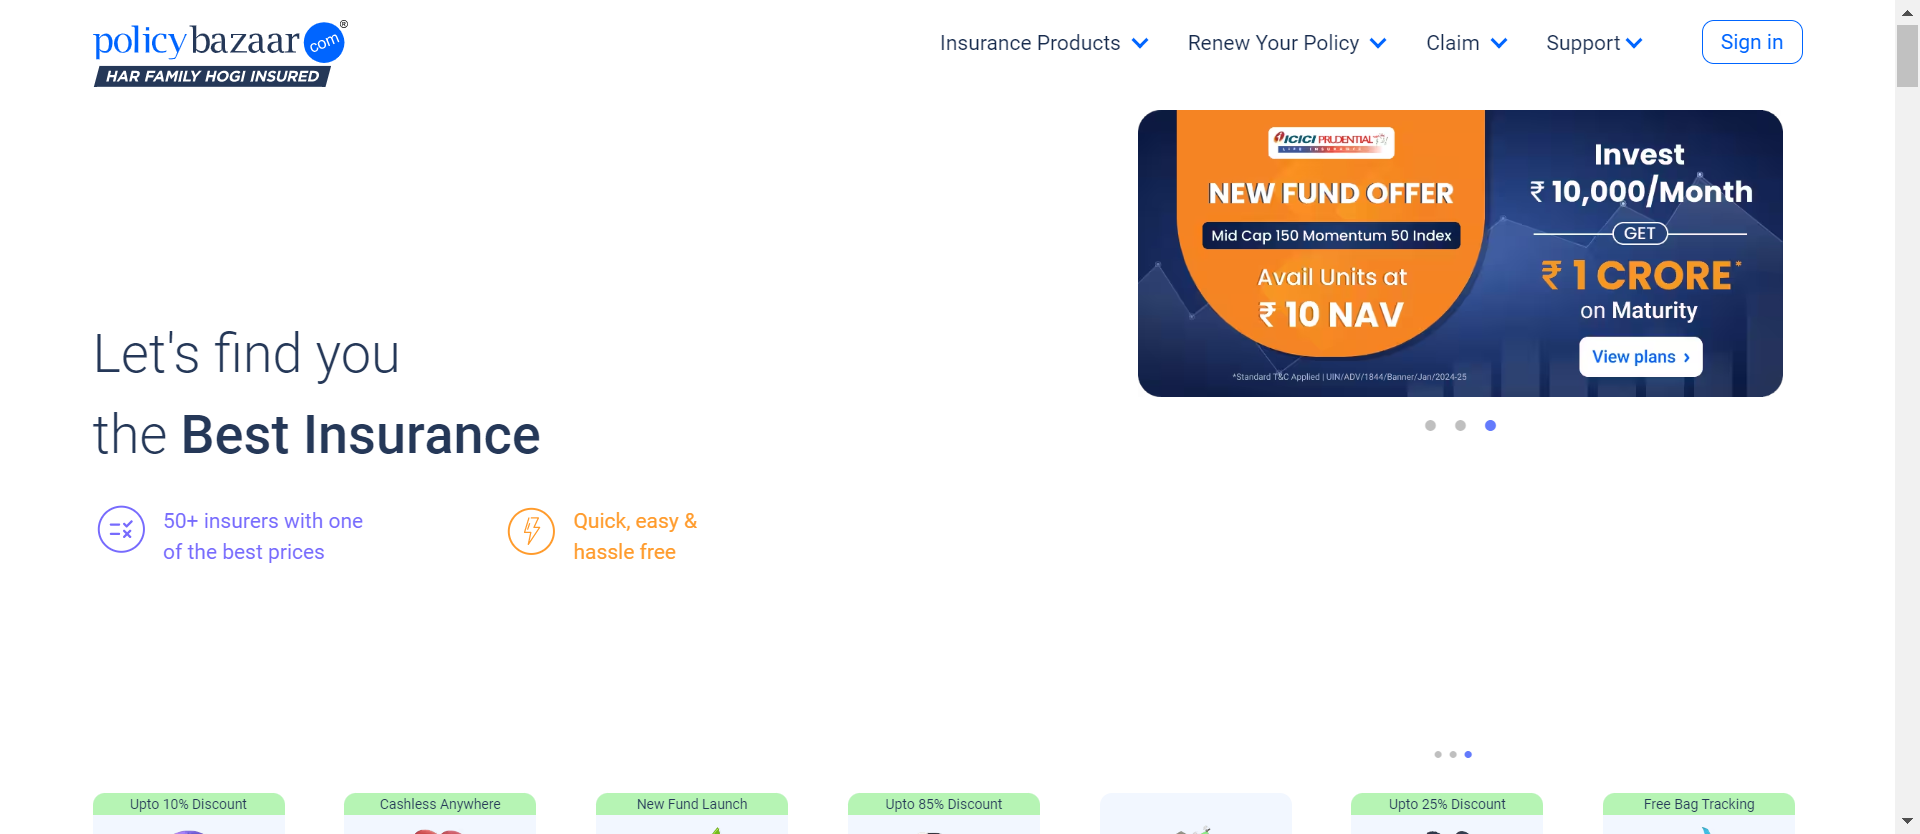 policybazaar com ®
HAR FAMILY HOGI INSURED
Insurance Products
Renew Your Policy
Claim
Support
Sign in
ICICI PRUDENTIAL
LIFE INSURANCE
NEW FUND OFFER
Mid Cap 150 Momentum 50 Index
Avail Units at
₹ 10 NAV
*Standard T&C Applied | UIN/ADV/1844/Banner/Jan/2024-25
Invest
₹ 10,000/Month
GET
₹ 1 CRORE*
on Maturity
View plans ›
Let's find you
the Best Insurance
50+ insurers with one
of the best prices
Quick, easy &
hassle free
Upto 10% Discount
Cashless Anywhere
New Fund Launch
Upto 85% Discount
Upto 25% Discount
Free Bag Tracking